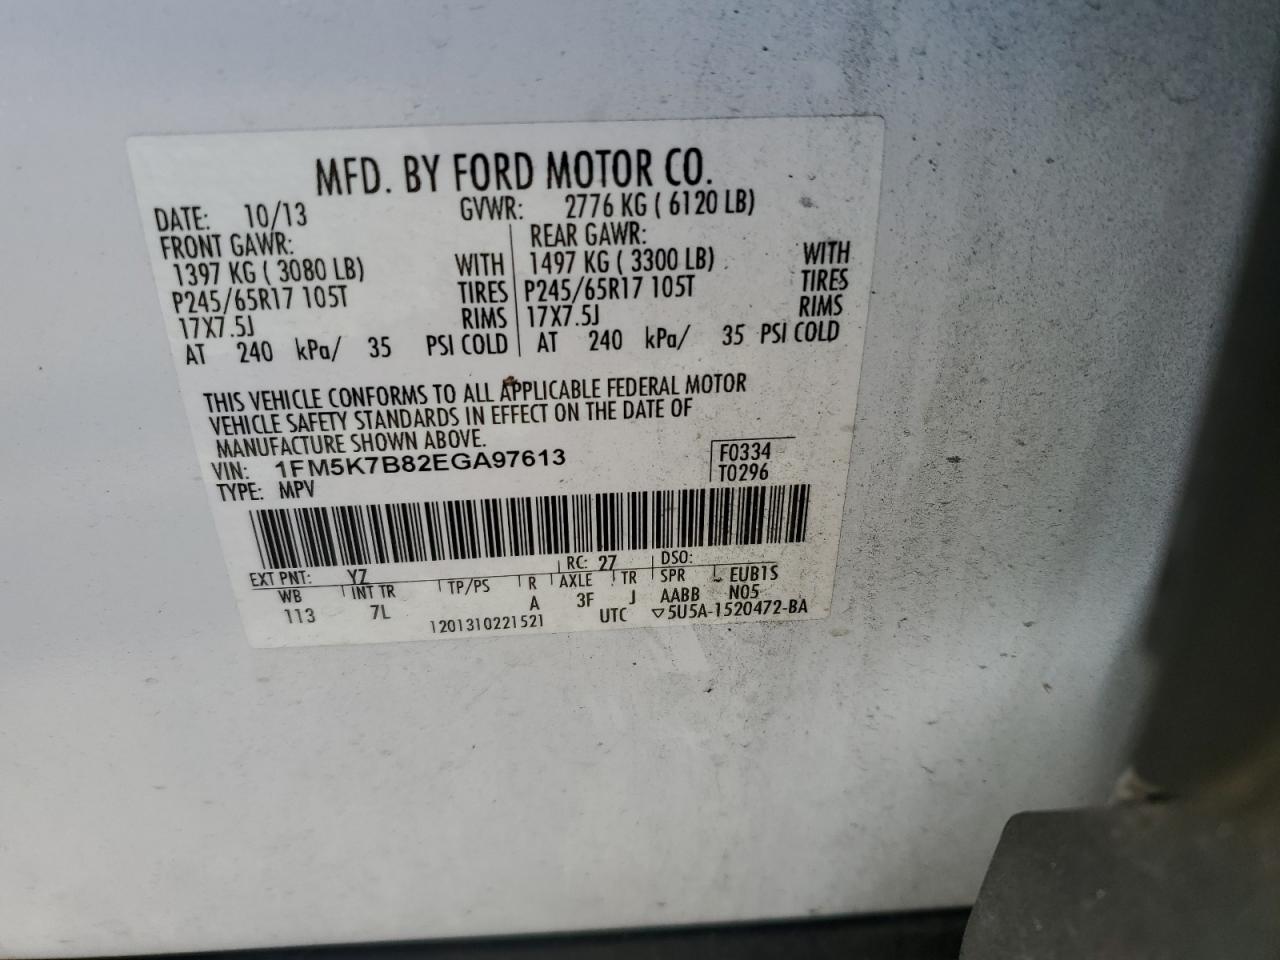 MFD. BY FORD MOTOR CO.
DATE: 10/13 GVWR: 2776 KG ( 6120 LB)
FRONT GAWR: REAR GAWR:
1397 KG ( 3080 LB) WITH 1497 KG ( 3300 LB) WITH
P245/65R17 105T TIRES P245/65R17 105T TIRES
17X7.5J RIMS 17X7.5J RIMS
AT 240 kPa/ 35 PSI COLD AT 240 kPa/ 35 PSI COLD
THIS VEHICLE CONFORMS TO ALL APPLICABLE FEDERAL MOTOR
VEHICLE SAFETY STANDARDS IN EFFECT ON THE DATE OF
MANUFACTURE SHOWN ABOVE.
VIN: 1FM5K7B82EGA97613 F0334
TYPE: MPV T0296
EXT PNT: YZ RC: 27 DSO:
WB INT TR TP/PS R AXLE TR SPR EUB1S
113 7L A 3F J AABB N05
1201310221521 UTC ▽5U5A-1520472-BA